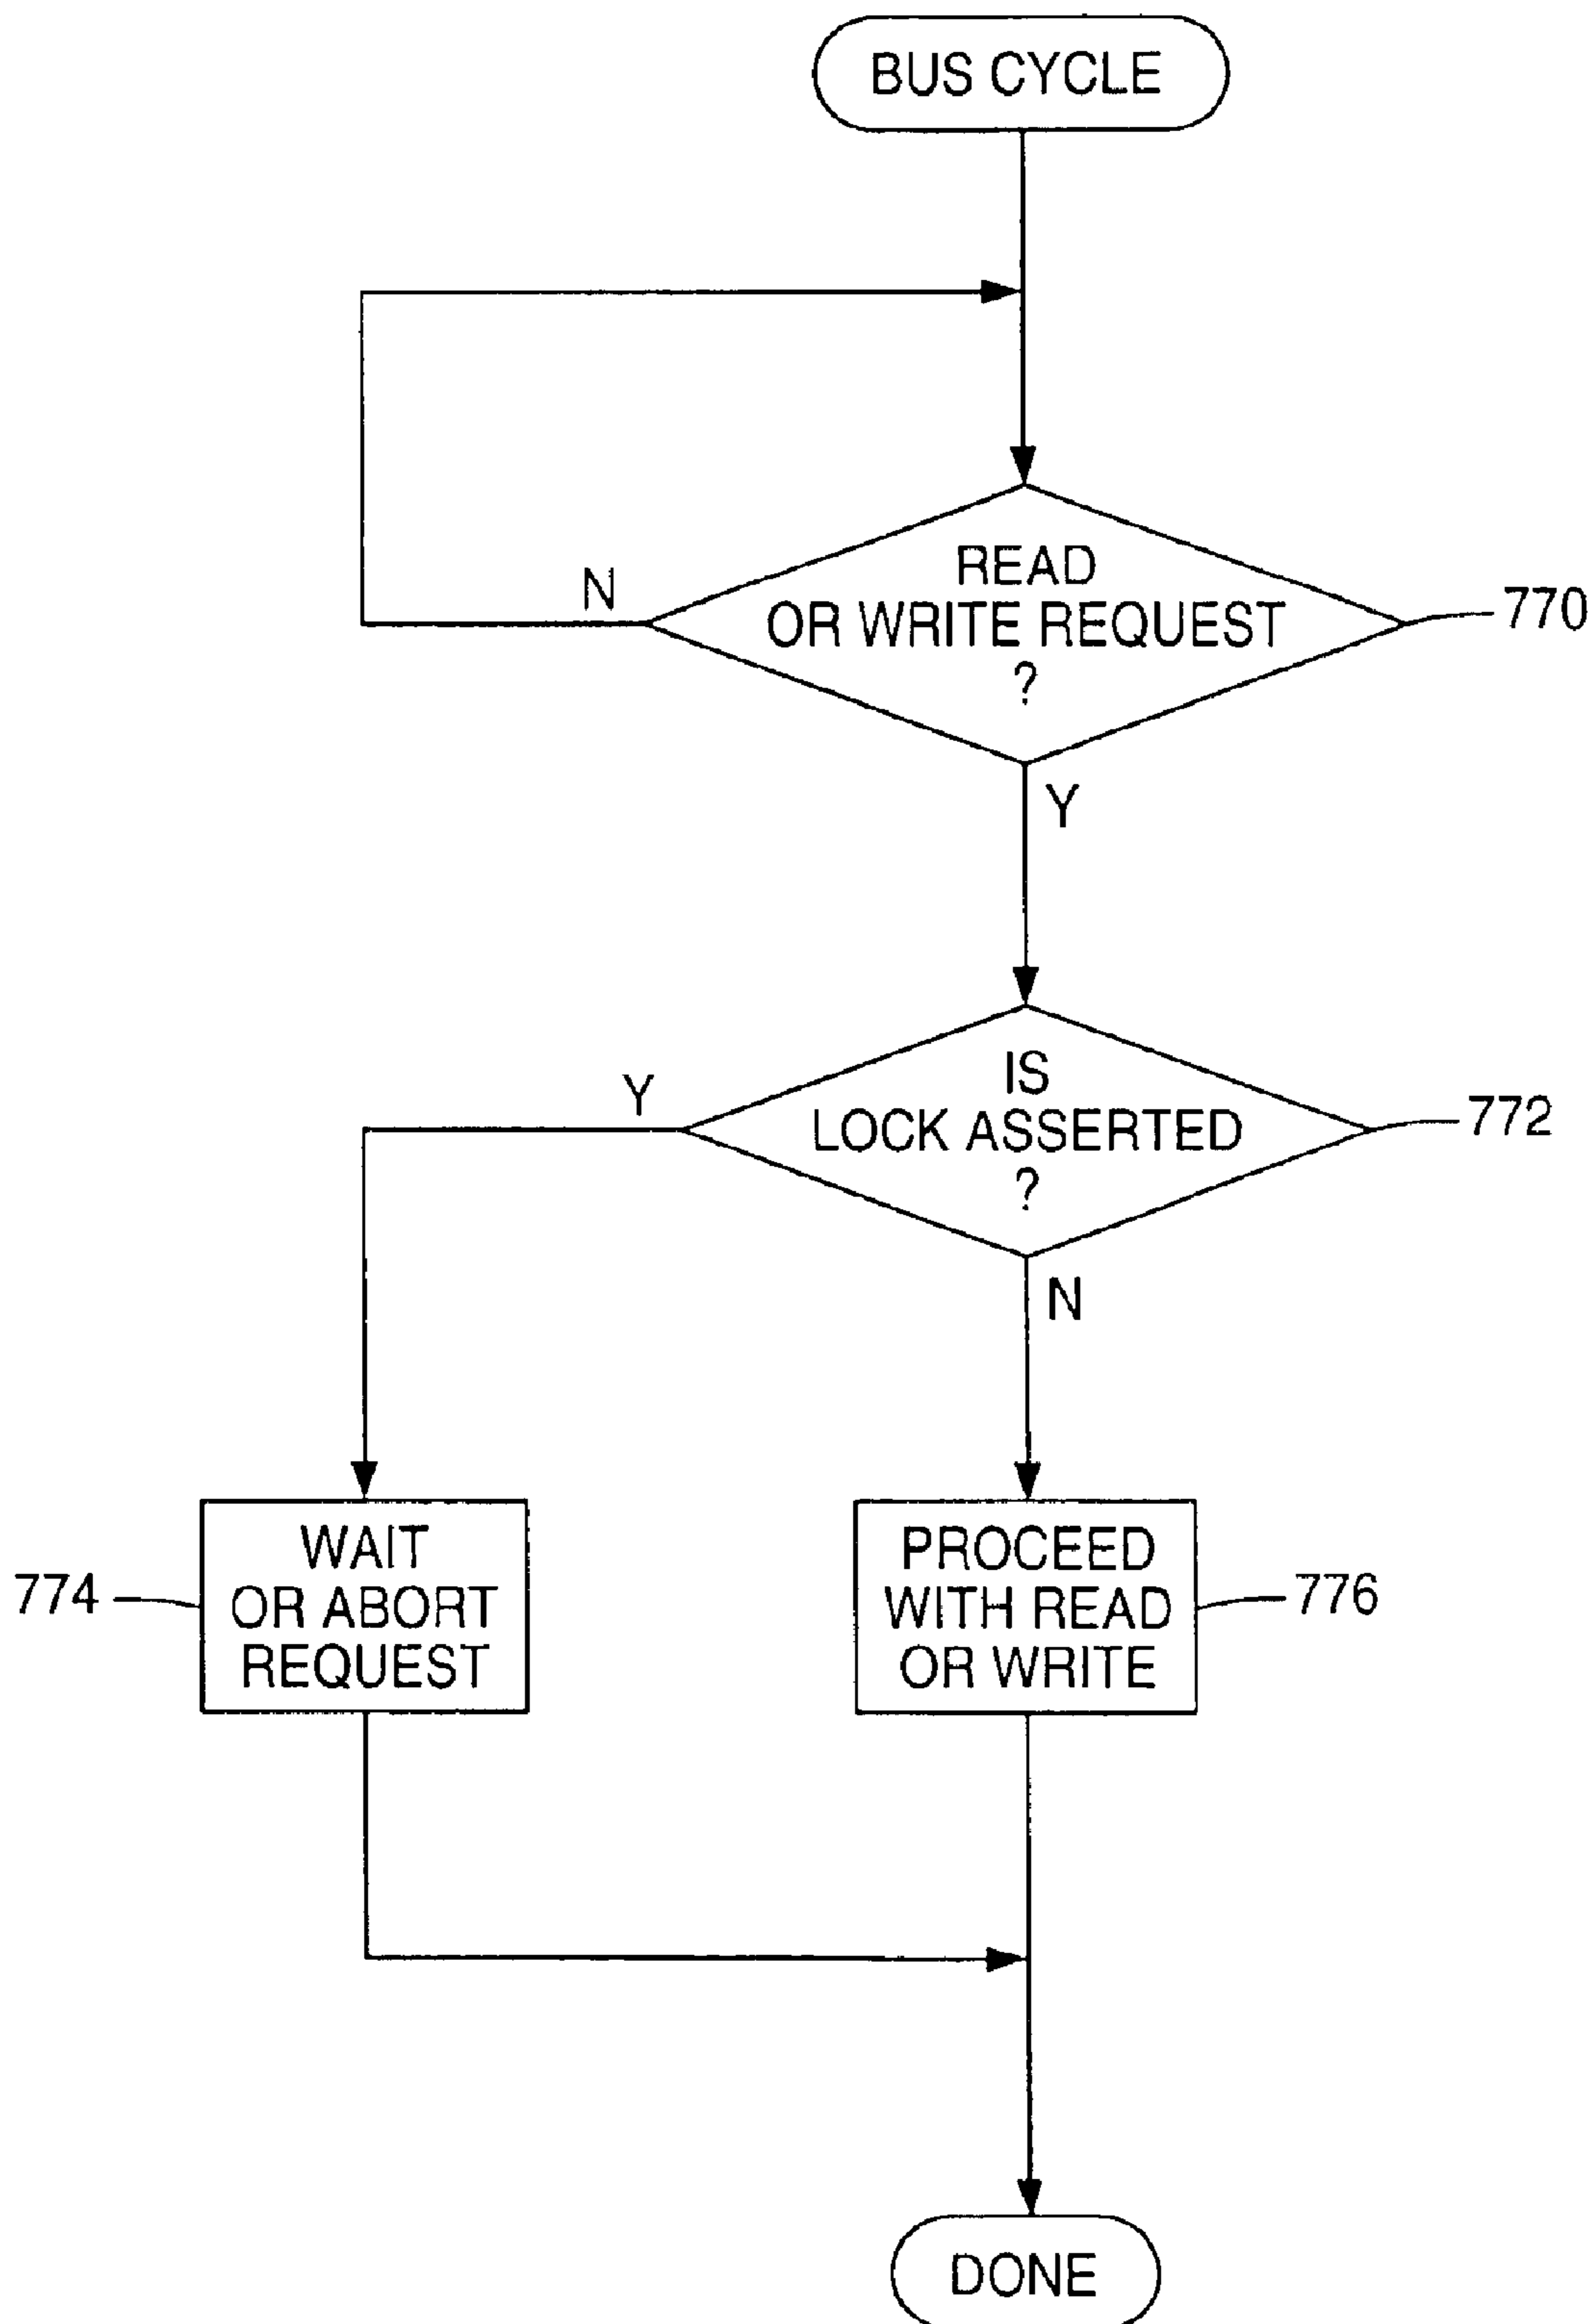 BUS CYCLE
READ
OR WRITE REQUEST
?
770
N
Y
IS
LOCK ASSERTED
?
772
Y
N
WAIT
OR ABORT
REQUEST
774
PROCEED
WITH READ
OR WRITE
776
DONE